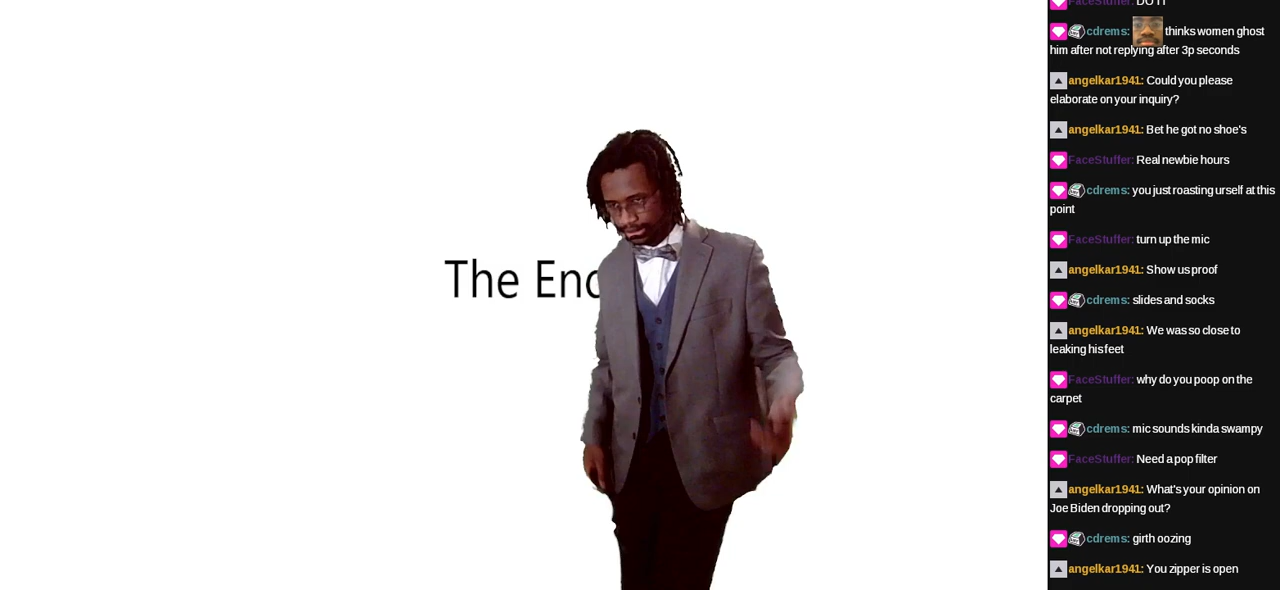 The En
FaceStuffer: DO IT
cdrems: thinks women ghost
him after not replying after 3p seconds
angelkar1941: Could you please
elaborate on your inquiry?
angelkar1941: Bet he got no shoe's
FaceStuffer: Real newbie hours
cdrems: you just roasting urself at this
point
FaceStuffer: turn up the mic
angelkar1941: Show us proof
cdrems: slides and socks
angelkar1941: We was so close to
leaking his feet
FaceStuffer: why do you poop on the
carpet
cdrems: mic sounds kinda swampy
FaceStuffer: Need a pop filter
angelkar1941: What's your opinion on
Joe Biden dropping out?
cdrems: girth oozing
angelkar1941: You zipper is open